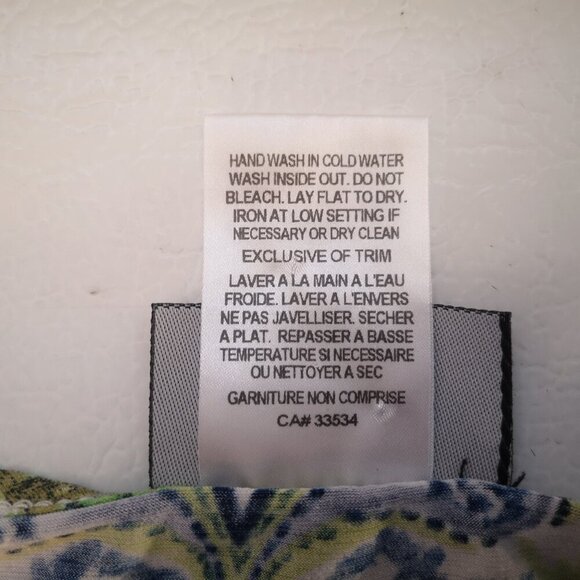 HAND WASH IN COLD WATER
WASH INSIDE OUT. DO NOT
BLEACH. LAY FLAT TO DRY.
IRON AT LOW SETTING IF
NECESSARY OR DRY CLEAN
EXCLUSIVE OF TRIM
LAVER A LA MAIN A L'EAU
FROIDE. LAVER A L'ENVERS
NE PAS JAVELLISER. SECHER
A PLAT. REPASSER A BASSE
TEMPERATURE SI NECESSAIRE
OU NETTOYER A SEC
GARNITURE NON COMPRISE
CA# 33534